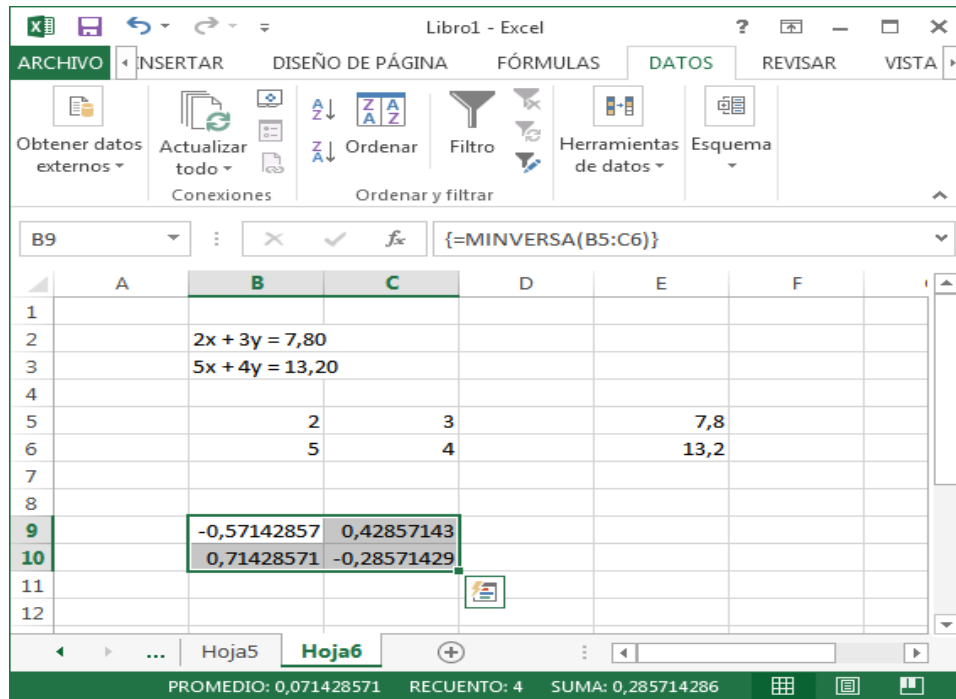 Libro1 - Excel
ARCHIVO INSERTAR DISEÑO DE PÁGINA FÓRMULAS DATOS REVISAR VISTA
Obtener datos externos
Actualizar todo
Ordenar
Filtro
Herramientas de datos
Esquema
Conexiones
Ordenar y filtrar
B9 fx {=MINVERSA(B5:C6)}
A B C D E F
1
2 2x + 3y = 7,80
3 5x + 4y = 13,20
4
5 2 3 7,8
6 5 4 13,2
7
8
9 -0,57142857 0,42857143
10 0,71428571 -0,28571429
11
12
... Hoja5 Hoja6
PROMEDIO: 0,071428571 RECUENTO: 4 SUMA: 0,285714286